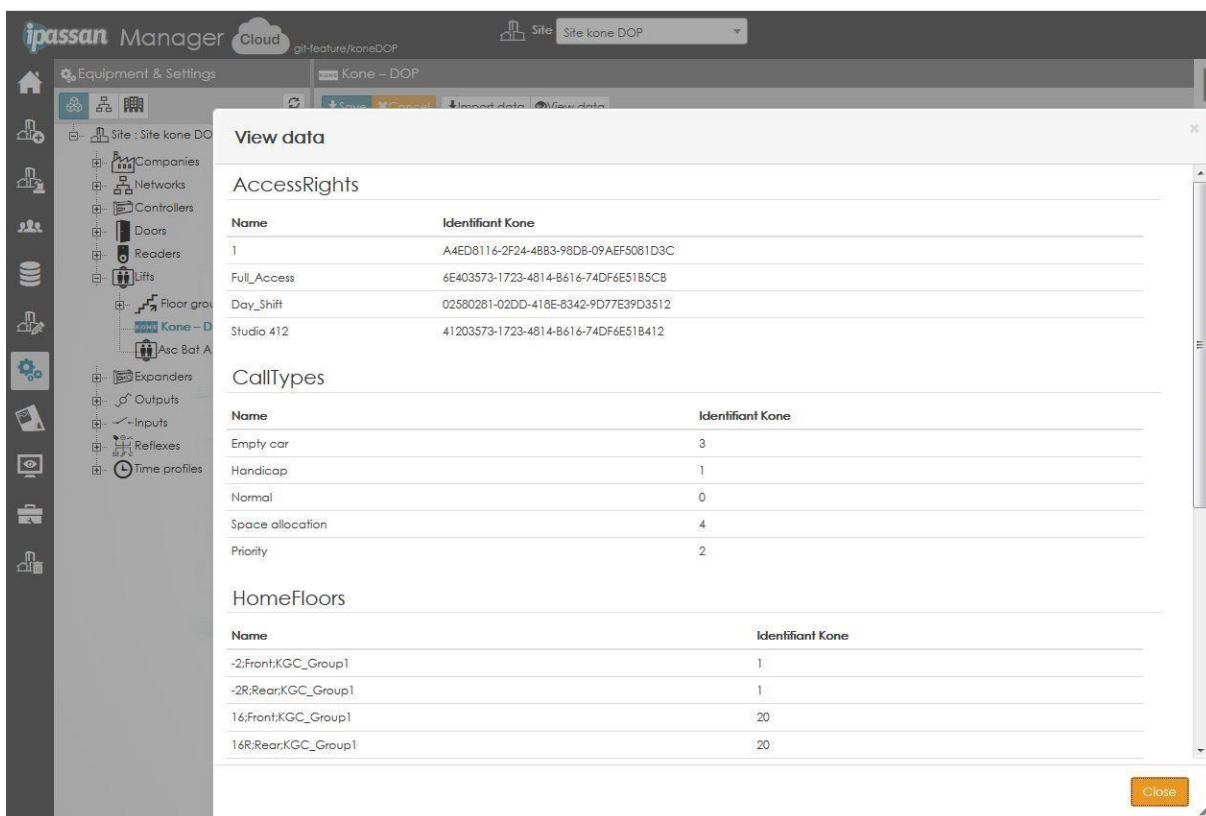 ipassan Manager Cloud git-feature/koneDOP
Site Site kone DOP
Equipment & Settings
KONE Kone – DOP
Save Cancel Import data View data
Site : Site kone DO
Companies
Networks
Controllers
Doors
Readers
Lifts
Floor grou
KONE Kone – D
Asc Bat A
Expanders
Outputs
Inputs
Reflexes
Time profiles
View data
AccessRights
Name Identifiant Kone
1 A4ED8116-2F24-4BB3-98DB-09AEF5081D3C
Full_Access 6E403573-1723-4814-B616-74DF6E51B5CB
Day_Shift 02580281-02DD-418E-8342-9D77E39D3512
Studio 412 41203573-1723-4814-B616-74DF6E51B412
CallTypes
Name Identifiant Kone
Empty car 3
Handicap 1
Normal 0
Space allocation 4
Priority 2
HomeFloors
Name Identifiant Kone
-2;Front;KGC_Group1 1
-2R;Rear;KGC_Group1 1
16;Front;KGC_Group1 20
16R;Rear;KGC_Group1 20
Close